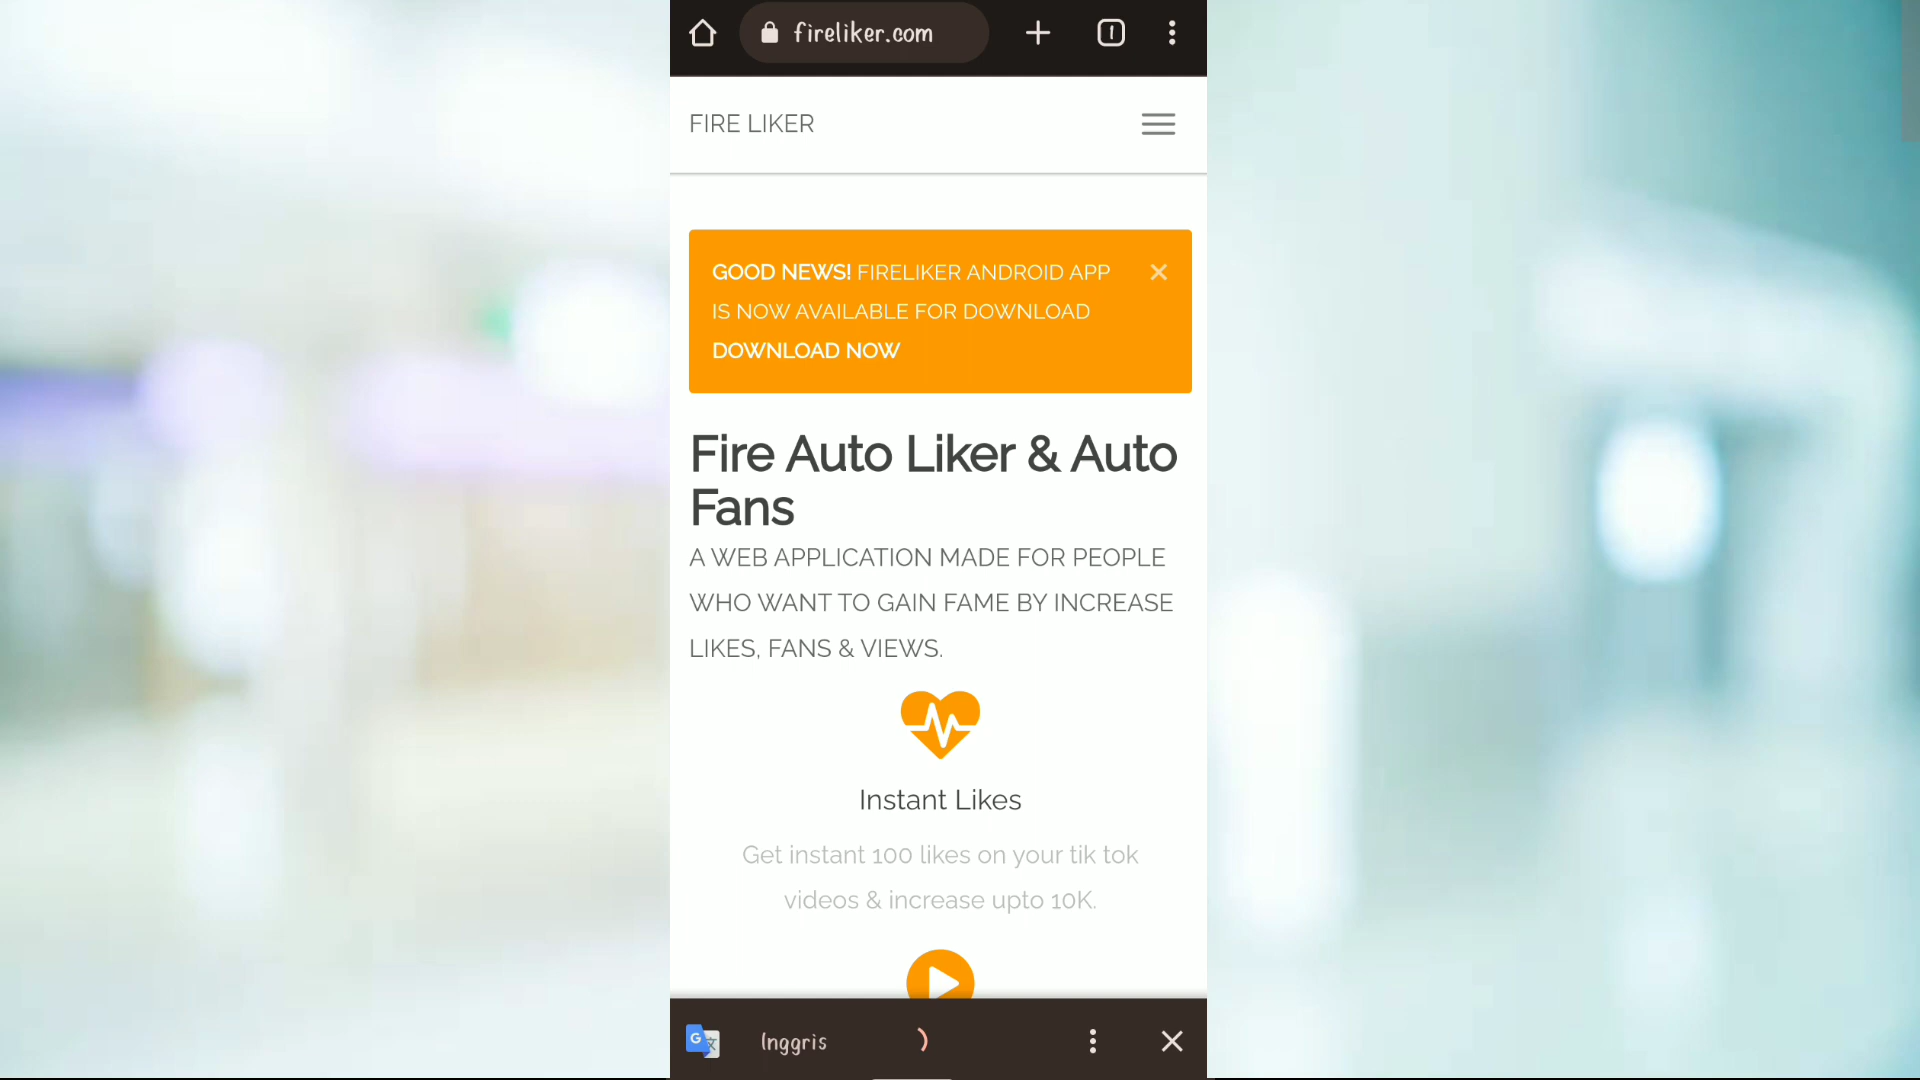 fireliker.com
FIRE LIKER
GOOD NEWS! FIRELIKER ANDROID APP
IS NOW AVAILABLE FOR DOWNLOAD
DOWNLOAD NOW
Fire Auto Liker & Auto
Fans
A WEB APPLICATION MADE FOR PEOPLE
WHO WANT TO GAIN FAME BY INCREASE
LIKES, FANS & VIEWS.
Instant Likes
Get instant 100 likes on your tik tok
videos & increase upto 10K.
Inggris